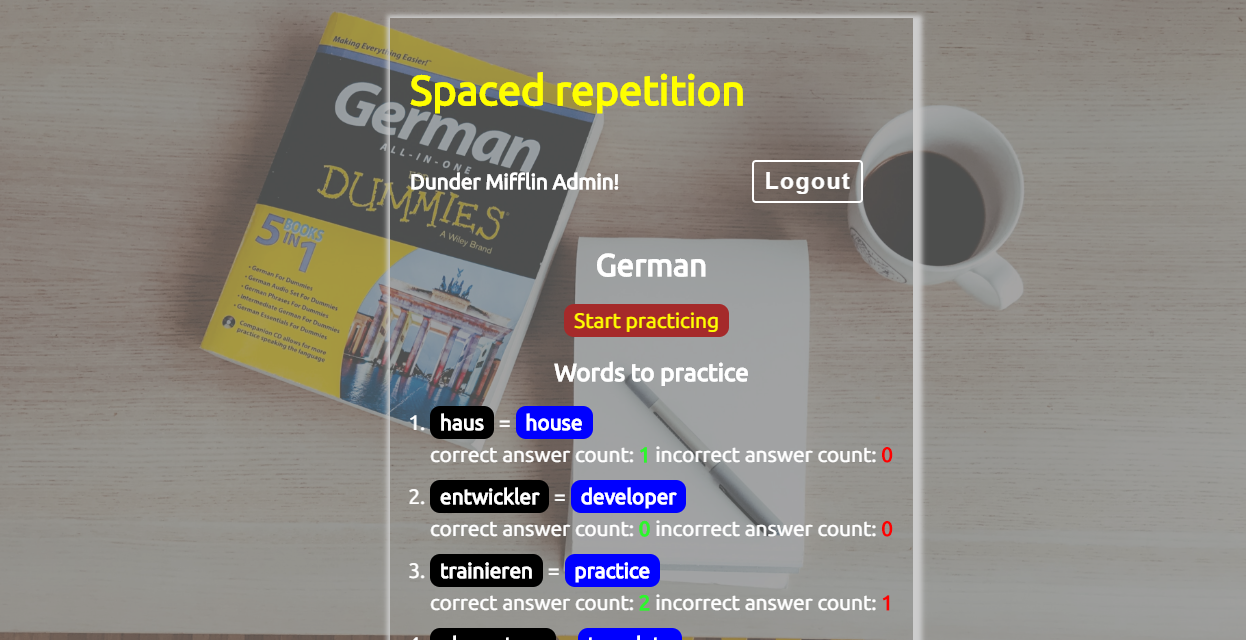 Making Everything Easier!™
Spaced repetition
German
ALL-IN-ONE
FOR
DUMMIES
A Wiley Brand
Dunder Mifflin Admin!
Logout
5 BOOKS IN 1
• German For Dummies
• German Audio Set For Dummies
• German Phrases For Dummies
• Intermediate German For Dummies
• German Essentials For Dummies
Companion CD allows for more
practice speaking the language
German
Start practicing
Words to practice
1. haus = house
correct answer count: 1 incorrect answer count: 0
2. entwickler = developer
correct answer count: 0 incorrect answer count: 0
3. trainieren = practice
correct answer count: 2 incorrect answer count: 1